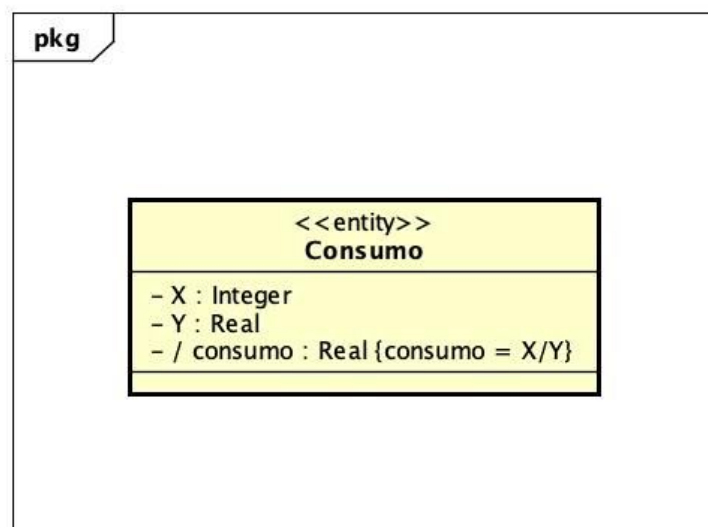 pkg
<<entity>>
Consumo
– X : Integer
– Y : Real
– / consumo : Real {consumo = X/Y}